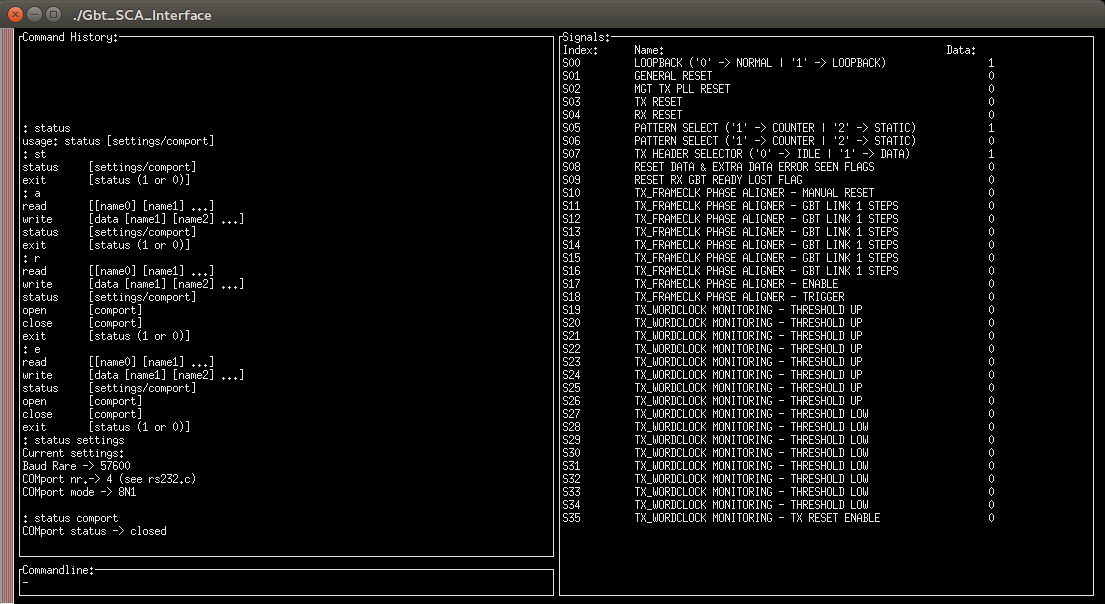 ./Gbt_SCA_Interface
Command History:
: status
usage: status [settings/comport]
: st
status [settings/comport]
exit [status (1 or 0)]
: a
read [[name0] [name1] ...]
write [data [name1] [name2] ...]
status [settings/comport]
exit [status (1 or 0)]
: r
read [[name0] [name1] ...]
write [data [name1] [name2] ...]
status [settings/comport]
open [comport]
close [comport]
exit [status (1 or 0)]
: e
read [[name0] [name1] ...]
write [data [name1] [name2] ...]
status [settings/comport]
open [comport]
close [comport]
exit [status (1 or 0)]
: status settings
Current settings:
Baud Rare -> 57600
COMport nr.-> 4 (see rs232.c)
COMport mode -> 8N1
: status comport
COMport status -> closed
Commandline:
Signals:
Index: Name: Data:
S00 LOOPBACK ('0' -> NORMAL | '1' -> LOOPBACK) 1
S01 GENERAL RESET 0
S02 MGT TX PLL RESET 0
S03 TX RESET 0
S04 RX RESET 0
S05 PATTERN SELECT ('1' -> COUNTER | '2' -> STATIC) 1
S06 PATTERN SELECT ('1' -> COUNTER | '2' -> STATIC) 0
S07 TX HEADER SELECTOR ('0' -> IDLE | '1' -> DATA) 1
S08 RESET DATA & EXTRA DATA ERROR SEEN FLAGS 0
S09 RESET RX GBT READY LOST FLAG 0
S10 TX_FRAMECLK PHASE ALIGNER - MANUAL RESET 0
S11 TX_FRAMECLK PHASE ALIGNER - GBT LINK 1 STEPS 0
S12 TX_FRAMECLK PHASE ALIGNER - GBT LINK 1 STEPS 0
S13 TX_FRAMECLK PHASE ALIGNER - GBT LINK 1 STEPS 0
S14 TX_FRAMECLK PHASE ALIGNER - GBT LINK 1 STEPS 0
S15 TX_FRAMECLK PHASE ALIGNER - GBT LINK 1 STEPS 0
S16 TX_FRAMECLK PHASE ALIGNER - GBT LINK 1 STEPS 0
S17 TX_FRAMECLK PHASE ALIGNER - ENABLE 0
S18 TX_FRAMECLK PHASE ALIGNER - TRIGGER 0
S19 TX_WORDCLOCK MONITORING - THRESHOLD UP 0
S20 TX_WORDCLOCK MONITORING - THRESHOLD UP 0
S21 TX_WORDCLOCK MONITORING - THRESHOLD UP 0
S22 TX_WORDCLOCK MONITORING - THRESHOLD UP 0
S23 TX_WORDCLOCK MONITORING - THRESHOLD UP 0
S24 TX_WORDCLOCK MONITORING - THRESHOLD UP 0
S25 TX_WORDCLOCK MONITORING - THRESHOLD UP 0
S26 TX_WORDCLOCK MONITORING - THRESHOLD UP 0
S27 TX_WORDCLOCK MONITORING - THRESHOLD LOW 0
S28 TX_WORDCLOCK MONITORING - THRESHOLD LOW 0
S29 TX_WORDCLOCK MONITORING - THRESHOLD LOW 0
S30 TX_WORDCLOCK MONITORING - THRESHOLD LOW 0
S31 TX_WORDCLOCK MONITORING - THRESHOLD LOW 0
S32 TX_WORDCLOCK MONITORING - THRESHOLD LOW 0
S33 TX_WORDCLOCK MONITORING - THRESHOLD LOW 0
S34 TX_WORDCLOCK MONITORING - THRESHOLD LOW 0
S35 TX_WORDCLOCK MONITORING - TX RESET ENABLE 0